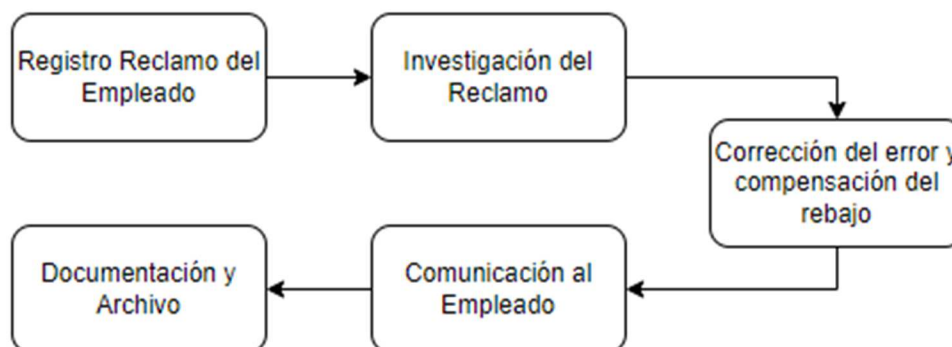 Registro Reclamo del
Empleado
Investigación del
Reclamo
Corrección del error y
compensación del
rebajo
Comunicación al
Empleado
Documentación y
Archivo